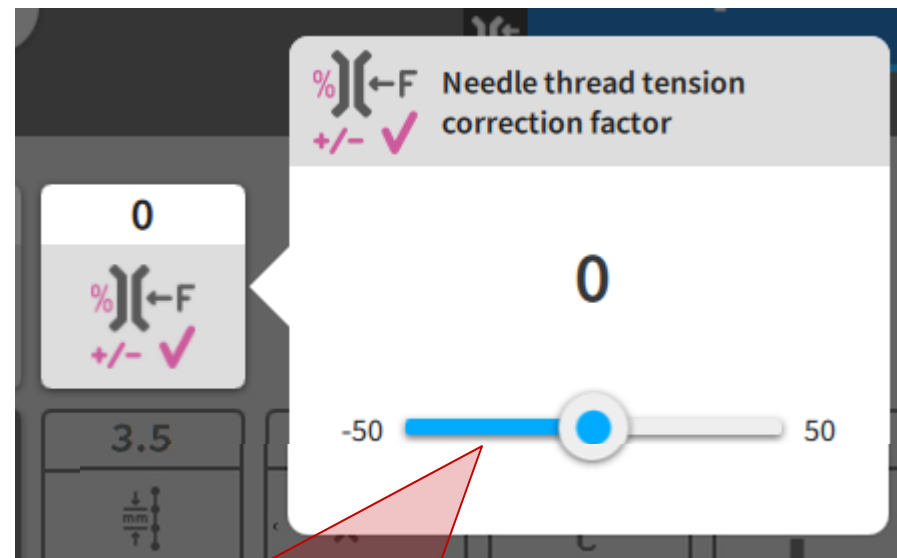 % F Needle thread tension
+/- correction factor
0
% F
+/-
0
-50 50
3.5
mm